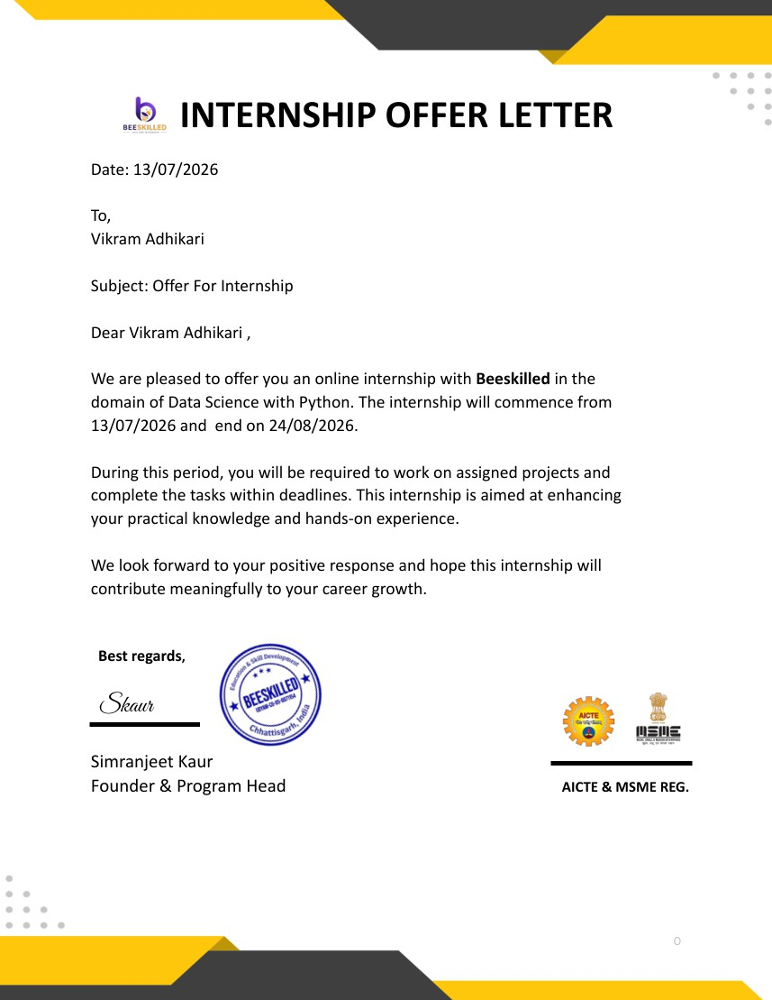 BEESKILLED
INTERNSHIP OFFER LETTER
Date: 13/07/2026
To,
Vikram Adhikari
Subject: Offer For Internship
Dear Vikram Adhikari ,
We are pleased to offer you an online internship with Beeskilled in the
domain of Data Science with Python. The internship will commence from
13/07/2026 and  end on 24/08/2026.
During this period, you will be required to work on assigned projects and
complete the tasks within deadlines. This internship is aimed at enhancing
your practical knowledge and hands-on experience.
We look forward to your positive response and hope this internship will
contribute meaningfully to your career growth.
Best regards,
Skaur
Education & Skill Development
BEESKILLED
Chhattisgarh, India
Simranjeet Kaur
Founder & Program Head
AICTE
MSME
AICTE & MSME REG.
0